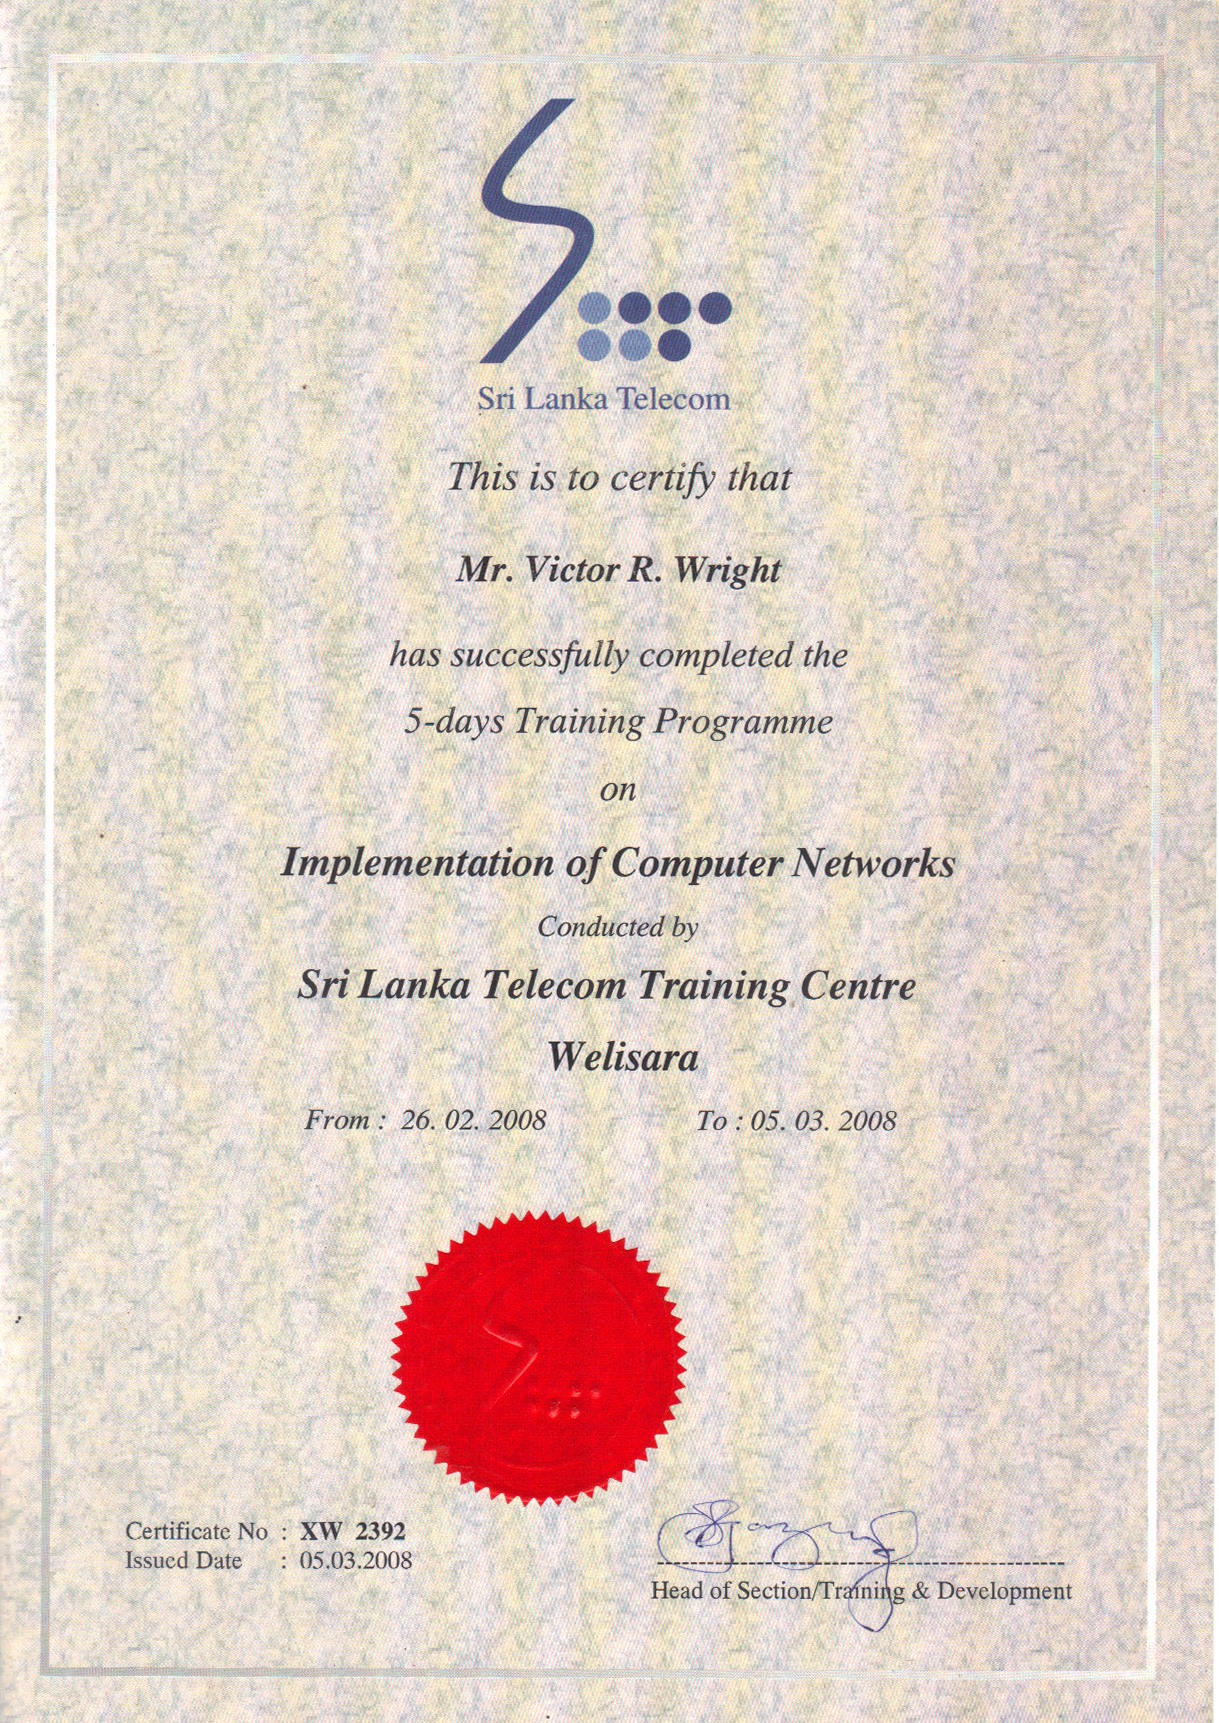 Sri Lanka Telecom
This is to certify that
Mr. Victor R. Wright
has successfully completed the
5-days Training Programme
on
Implementation of Computer Networks
Conducted by
Sri Lanka Telecom Training Centre
Welisara
From : 26. 02. 2008 To : 05. 03. 2008
Certificate No : XW 2392
Issued Date : 05.03.2008
Head of Section/Training & Development